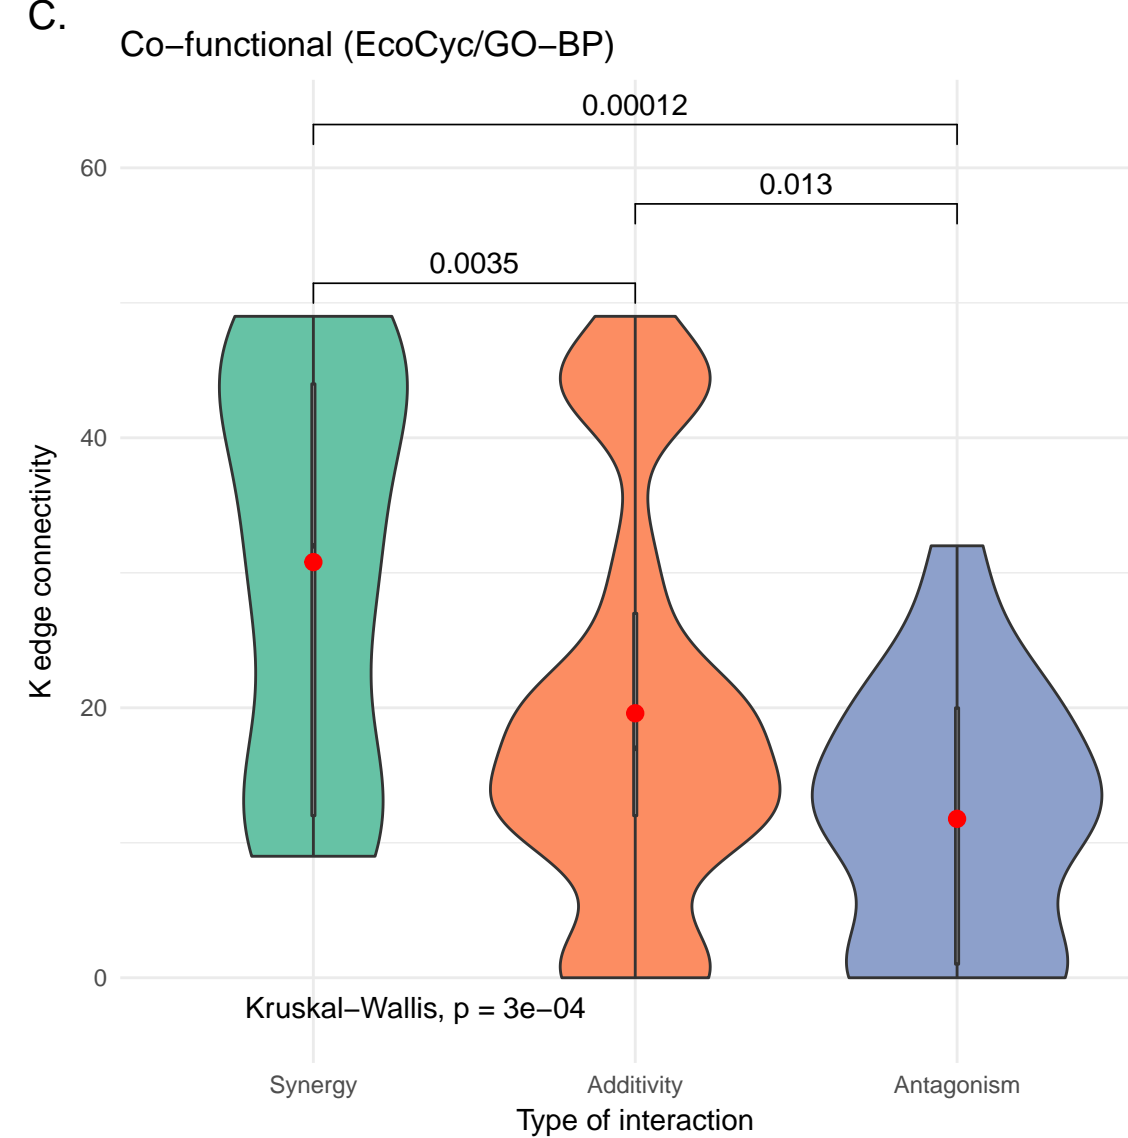 C.
Co−functional (EcoCyc/GO−BP)
0.00012
0.013
0.0035
60
40
20
0
K edge connectivity
Kruskal−Wallis, p = 3e−04
Synergy
Additivity
Antagonism
Type of interaction